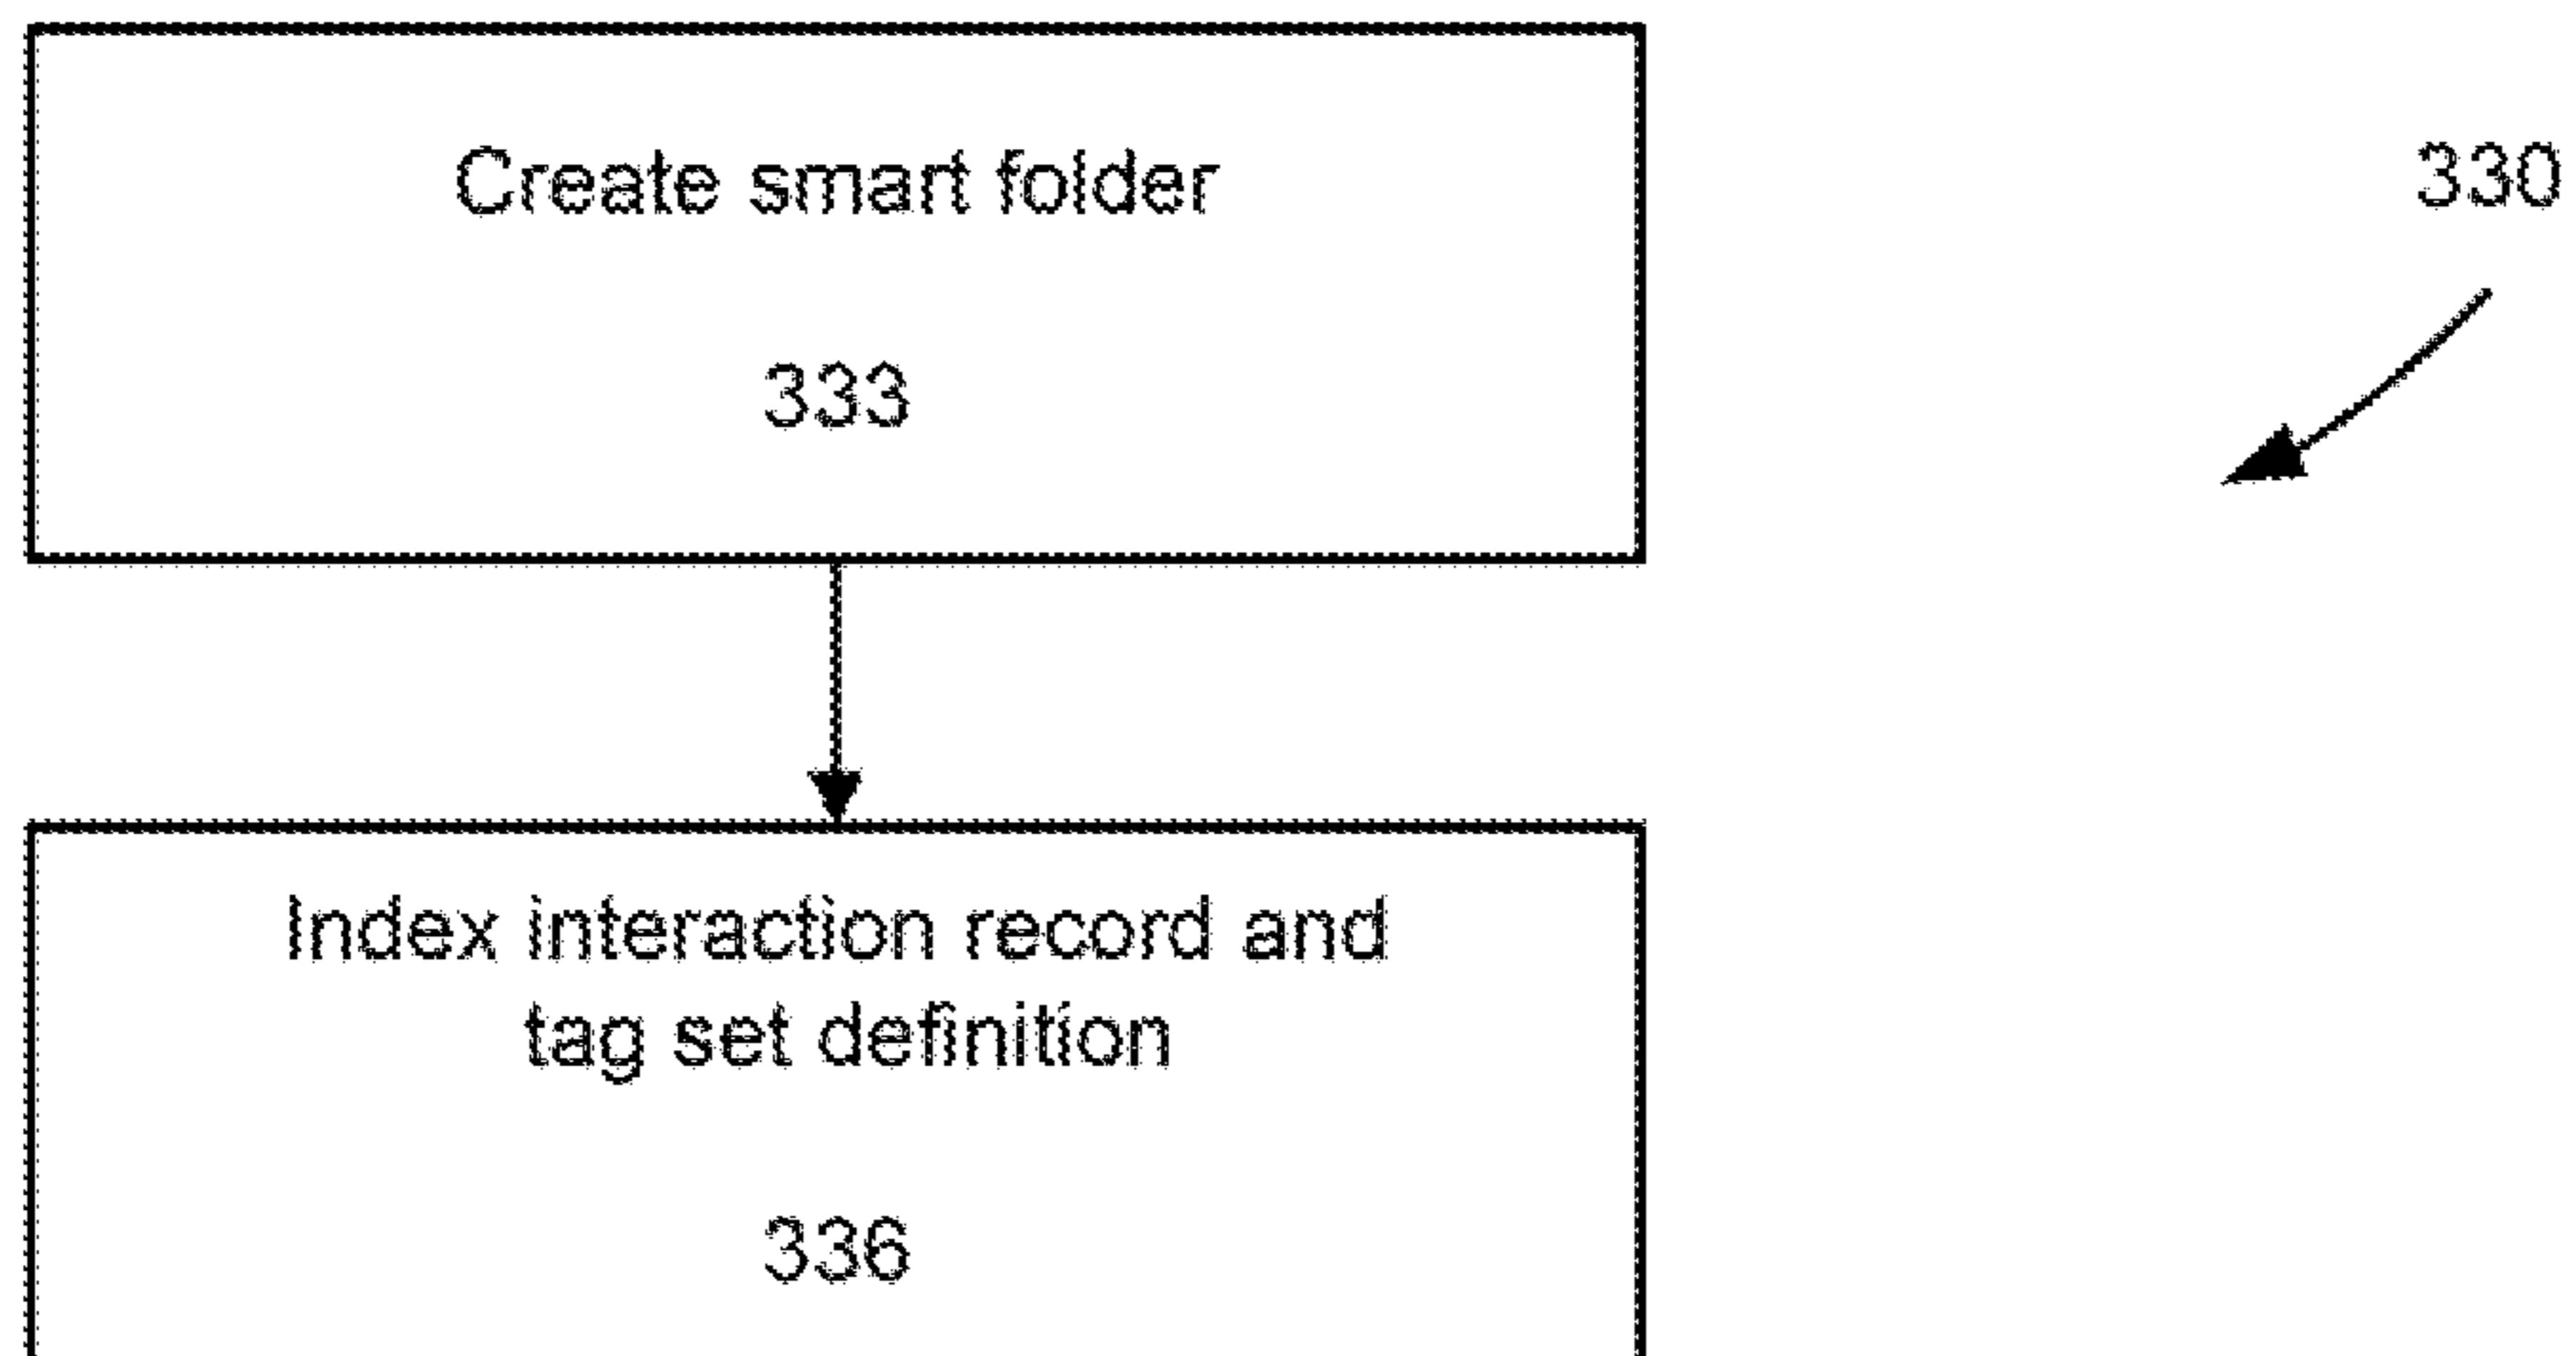 Create smart folder
333
330
Index interaction record and
tag set definition
336